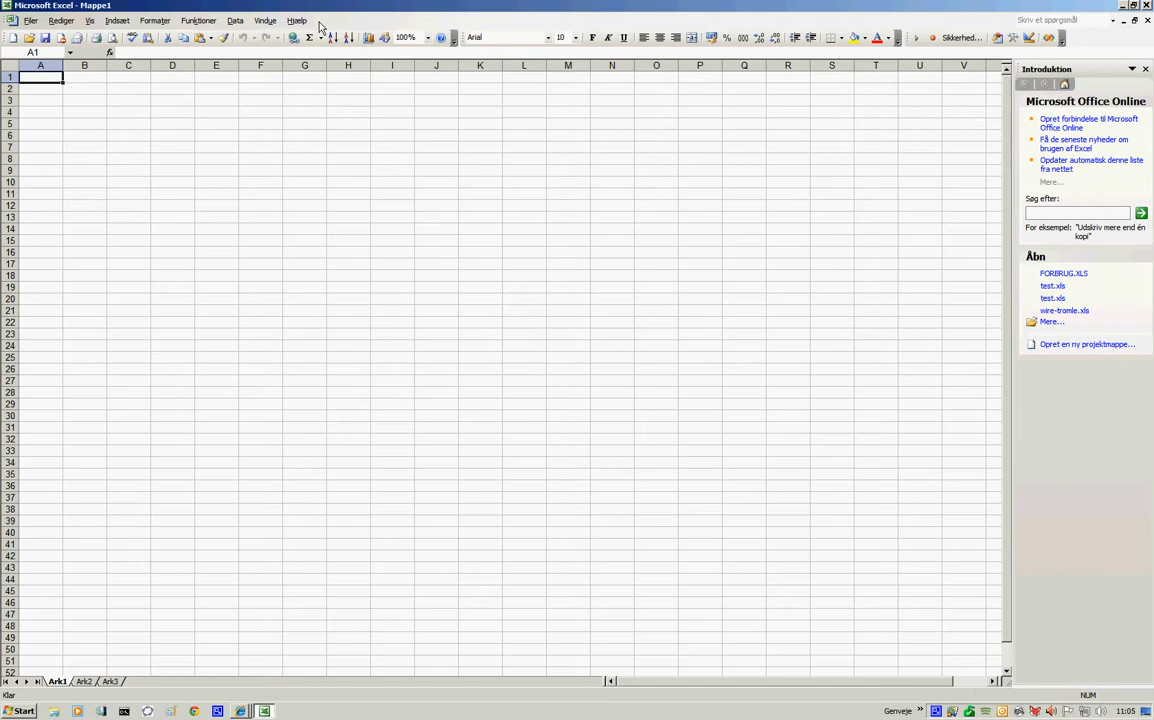 Microsoft Excel - Mappe1
Filer Rediger Vis Indsæt Formater Funktioner Data Vindue Hjælp Skriv et spørgsmål
100% Arial 10 F K U % 000 Sikkerhed...
A1 fx
A B C D E F G H I J K L M N O P Q R S T U V
1
2
3
4
5
6
7
8
9
10
11
12
13
14
15
16
17
18
19
20
21
22
23
24
25
26
27
28
29
30
31
32
33
34
35
36
37
38
39
40
41
42
43
44
45
46
47
48
49
50
51
52
Introduktion
Microsoft Office Online
Opret forbindelse til Microsoft
Office Online
Få de seneste nyheder om
brugen af Excel
Opdater automatisk denne liste
fra nettet
Mere...
Søg efter:
For eksempel: "Udskriv mere end én
kopi"
Åbn
FORBRUG.XLS
test.xls
test.xls
wire-tromle.xls
Mere...
Opret en ny projektmappe...
Ark1 Ark2 Ark3
Klar NUM
Start Genveje » 11:05